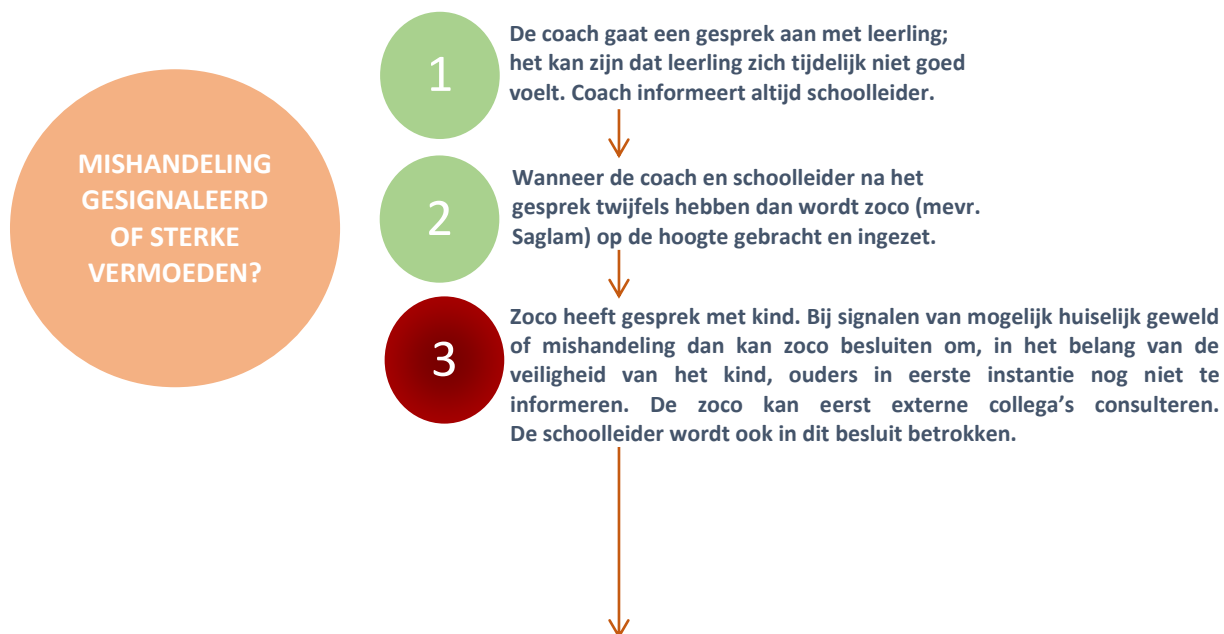 MISHANDELING
GESIGNALEERD
OF STERKE
VERMOEDEN?
1
De coach gaat een gesprek aan met leerling;
het kan zijn dat leerling zich tijdelijk niet goed
voelt. Coach informeert altijd schoolleider.
2
Wanneer de coach en schoolleider na het
gesprek twijfels hebben dan wordt zoco (mevr.
Saglam) op de hoogte gebracht en ingezet.
3
Zoco heeft gesprek met kind. Bij signalen van mogelijk huiselijk geweld
of mishandeling dan kan zoco besluiten om, in het belang van de
veiligheid van het kind, ouders in eerste instantie nog niet te
informeren. De zoco kan eerst externe collega’s consulteren.
De schoolleider wordt ook in dit besluit betrokken.